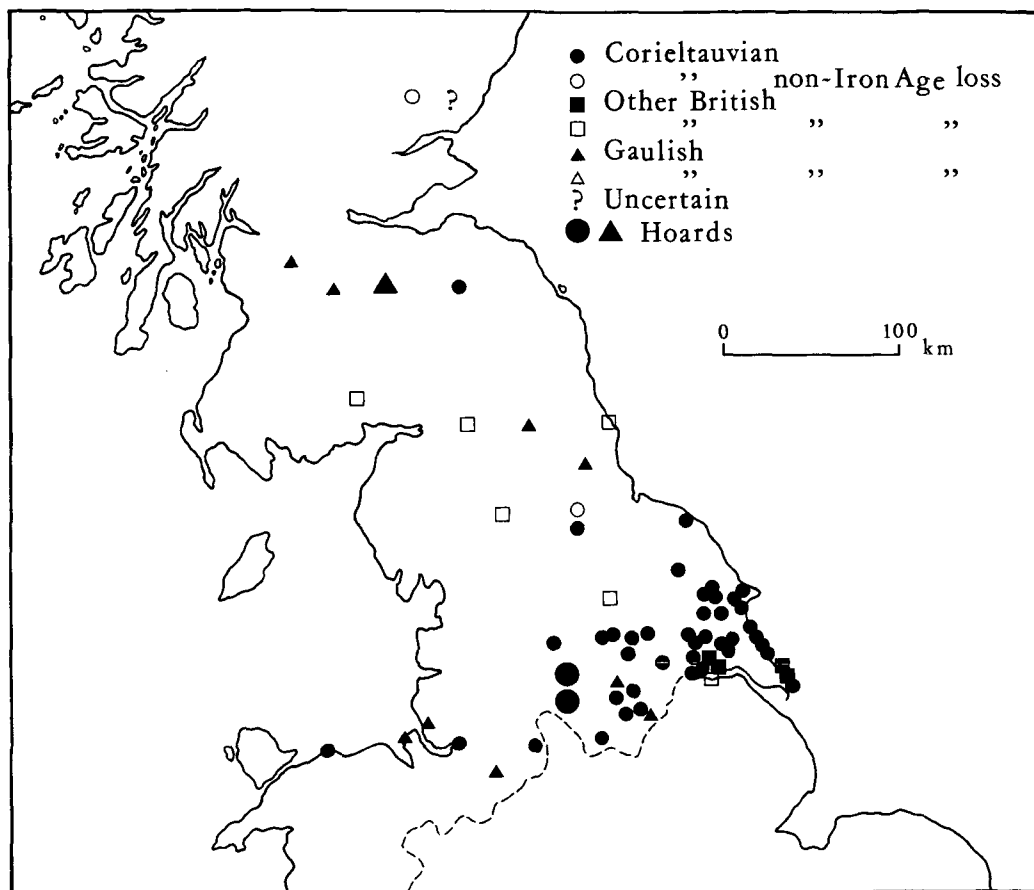 Corieltauvian
,, non-Iron Age loss
Other British
,, ,, ,,
Gaulish
,, ,, ,,
? Uncertain
Hoards
?
0 100
km